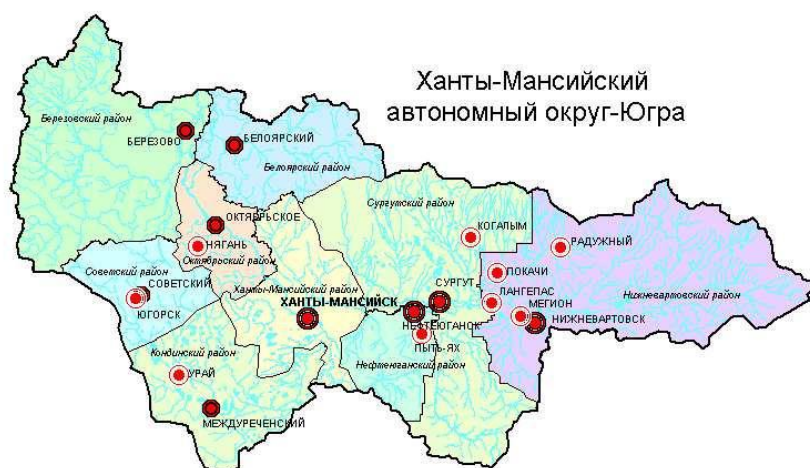 Ханты-Мансийский
автономный округ-Югра
Березовский район
БЕРЕЗОВО
БЕЛОЯРСКИЙ
Белоярский район
ОКТЯБРЬСКОЕ
НЯГАНЬ
Октябрьский район
Сургутский район
КОГАЛЫМ
РАДУЖНЫЙ
Советский район
СОВЕТСКИЙ
ЮГОРСК
Ханты-Мансийский район
ХАНТЫ-МАНСИЙСК
СУРГУТ
ПОКАЧИ
ЛАНГЕПАС
МЕГИОН
Нижневартовский район
НИЖНЕВАРТОВСК
НЕФТЕЮГАНСК
ПЫТЬ-ЯХ
Нефтеюганский район
Кондинский район
УРАЙ
МЕЖДУРЕЧЕНСКИЙ